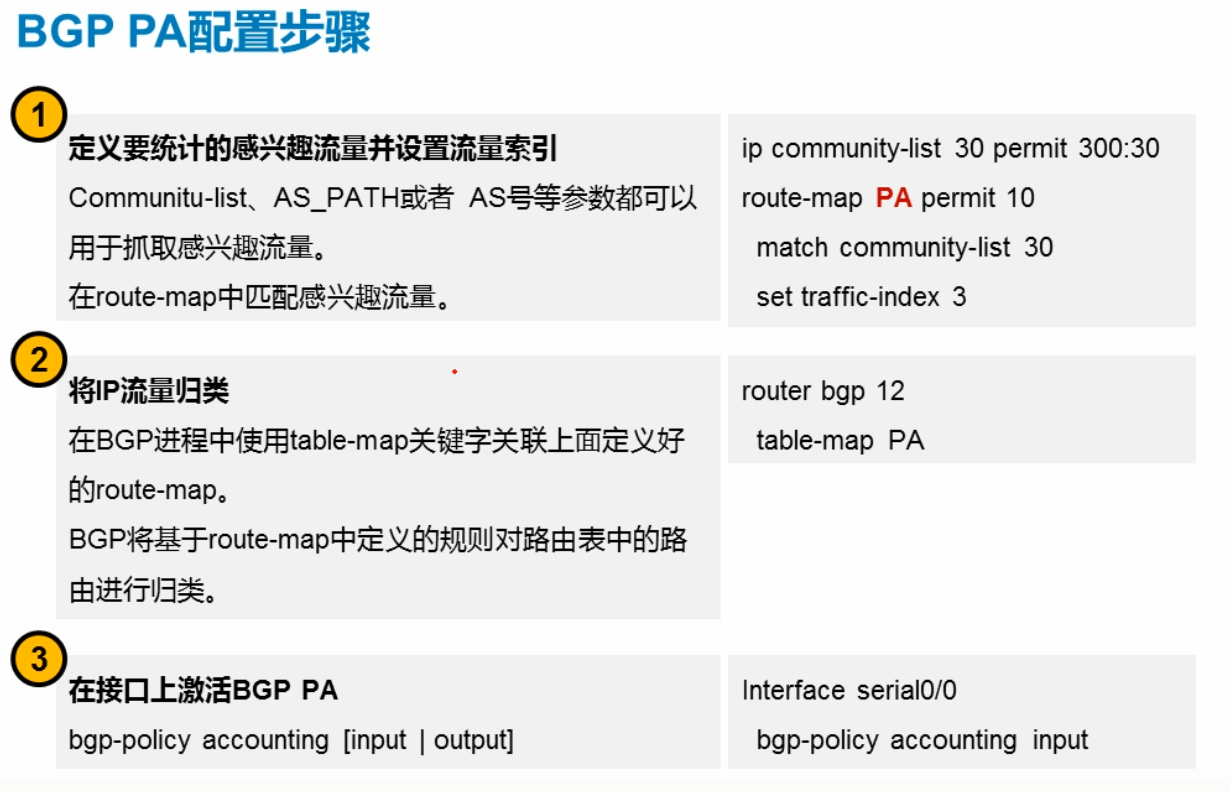 BGP PA配置步骤
1
定义要统计的感兴趣流量并设置流量索引
Communitu-list、AS_PATH或者 AS号等参数都可以
用于抓取感兴趣流量。
在route-map中匹配感兴趣流量。
ip community-list 30 permit 300:30
route-map PA permit 10
match community-list 30
set traffic-index 3
2
将IP流量归类
在BGP进程中使用table-map关键字关联上面定义好
的route-map。
BGP将基于route-map中定义的规则对路由表中的路
由进行归类。
router bgp 12
table-map PA
3
在接口上激活BGP PA
bgp-policy accounting [input | output]
Interface serial0/0
bgp-policy accounting input